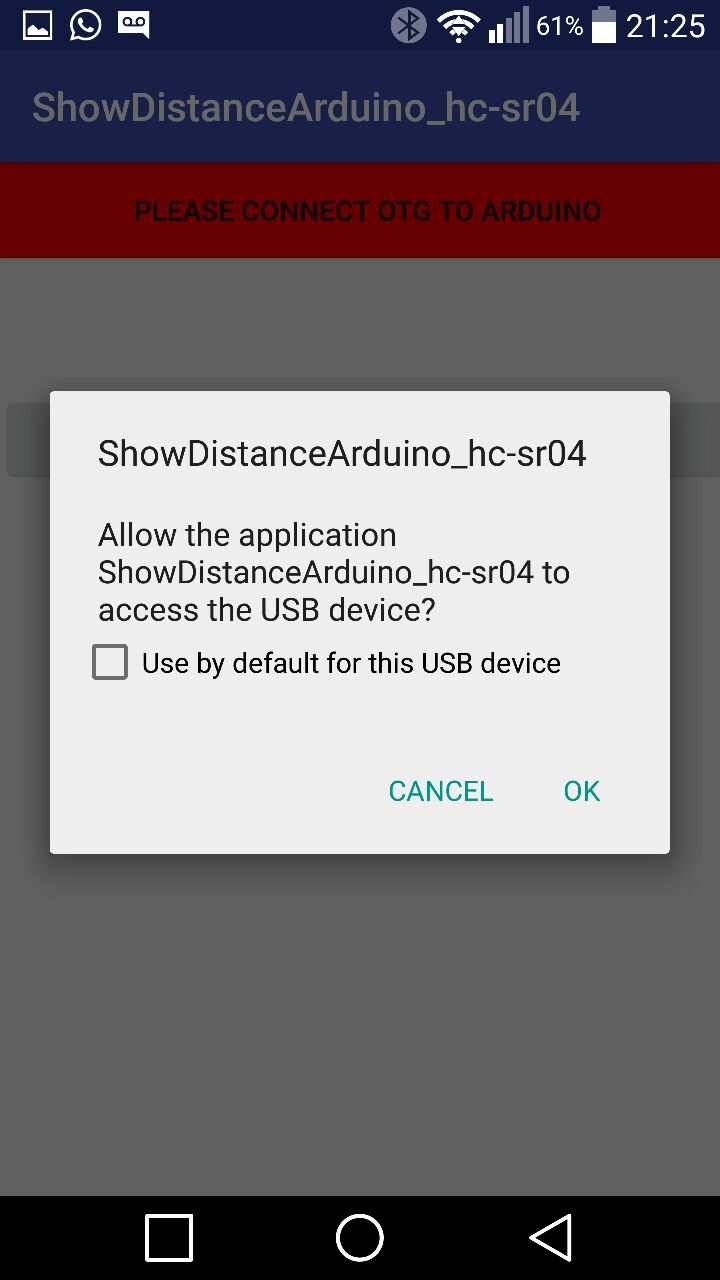 61% 21:25
ShowDistanceArduino_hc-sr04
PLEASE CONNECT OTG TO ARDUINO
ShowDistanceArduino_hc-sr04
Allow the application
ShowDistanceArduino_hc-sr04 to
access the USB device?
Use by default for this USB device
CANCEL OK